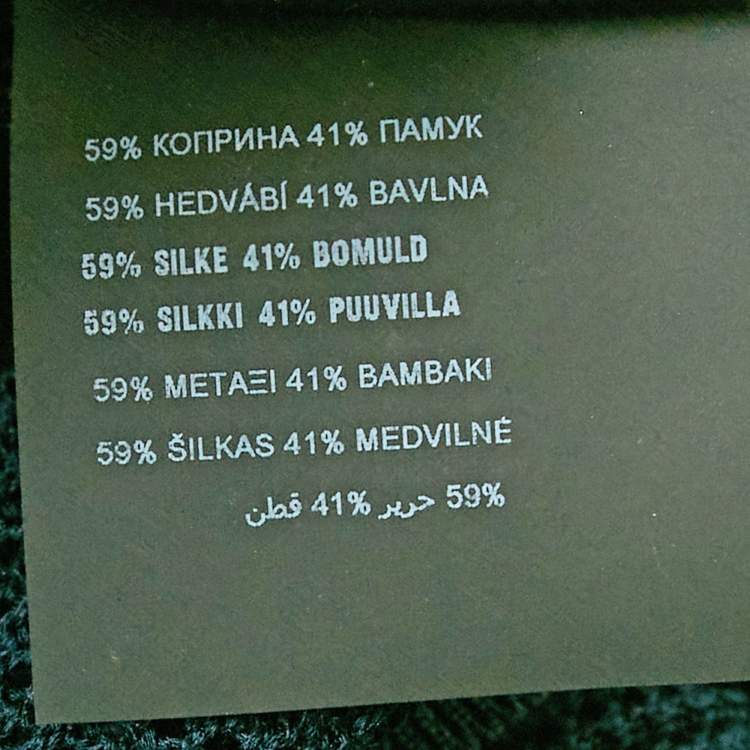 59% КОПРИНА 41% ПАМУК
59% HEDVÁBÍ 41% BAVLNA
59% SILKE 41% BOMULD
59% SILKKI 41% PUUVILLA
59% ΜΕΤΑΞΙ 41% ΒΑΜΒΑΚΙ
59% ŠILKAS 41% MEDVILNĖ
59% حرير 41% قطن